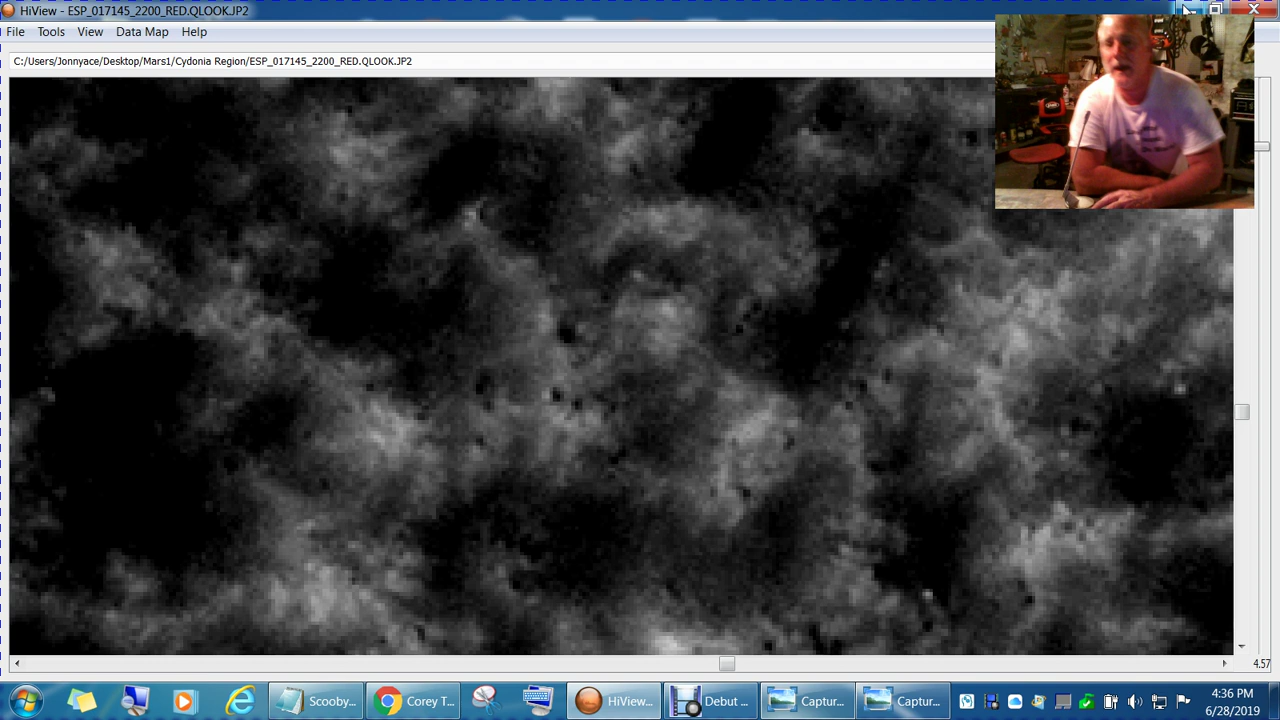 HiView - ESP_017145_2200_RED.QLOOK.JP2
File Tools View Data Map Help
C:/Users/Jonnyace/Desktop/Mars1/Cydonia Region/ESP_017145_2200_RED.QLOOK.JP2
4.57
Scooby... Corey T... HiView... Debut ... Captur... Captur...
4:36 PM
6/28/2019